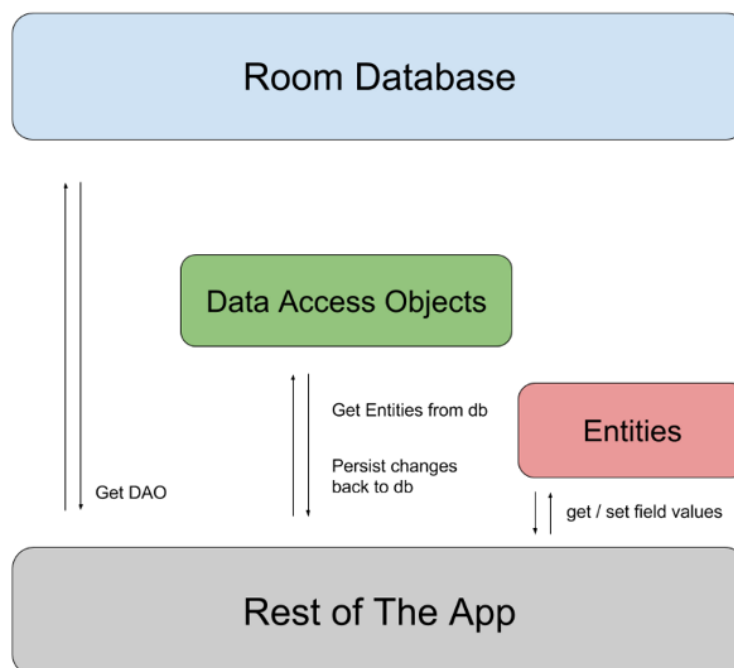 Room Database
Data Access Objects
Get Entities from db
Entities
Persist changes
back to db
Get DAO
get / set field values
Rest of The App